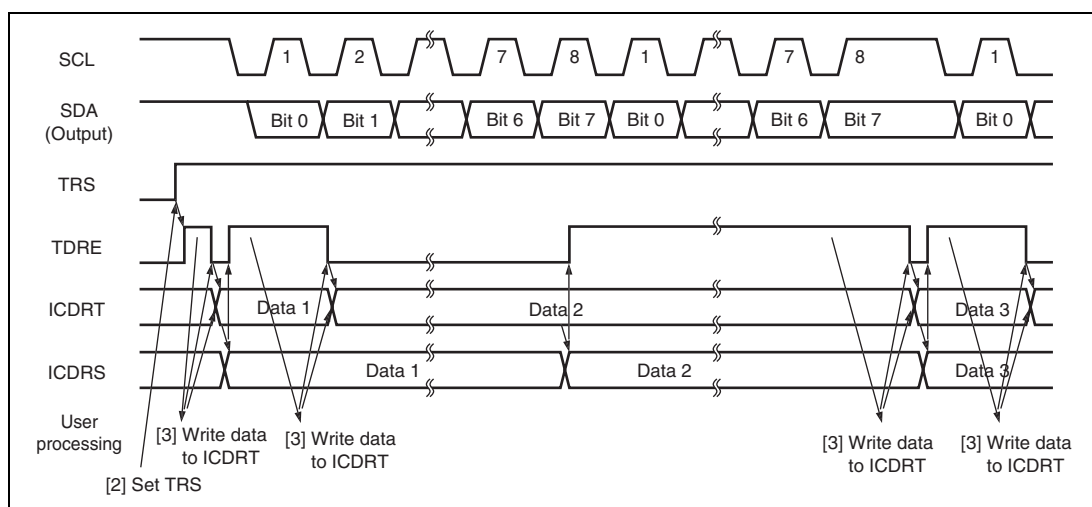 SCL 1 2 7 8 1 7 8 1
SDA
(Output) Bit 0 Bit 1 Bit 6 Bit 7 Bit 0 Bit 6 Bit 7 Bit 0
TRS
TDRE
ICDRT Data 1 Data 2 Data 3
ICDRS Data 1 Data 2 Data 3
User
processing
[3] Write data
to ICDRT
[3] Write data
to ICDRT
[3] Write data
to ICDRT
[3] Write data
to ICDRT
[2] Set TRS